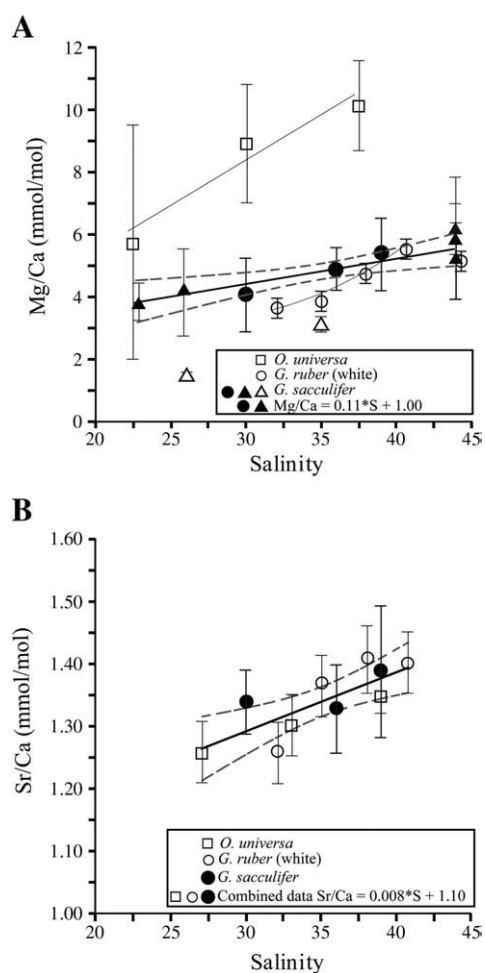 A
12
10
8
6
4
2
0
Mg/Ca (mmol/mol)
O. universa
G. ruber (white)
G. sacculifer
Mg/Ca = 0.11*S + 1.00
20 25 30 35 40 45
Salinity
B
1.60
1.50
1.40
1.30
1.20
1.10
1.00
Sr/Ca (mmol/mol)
O. universa
G. ruber (white)
G. sacculifer
Combined data Sr/Ca = 0.008*S + 1.10
20 25 30 35 40 45
Salinity